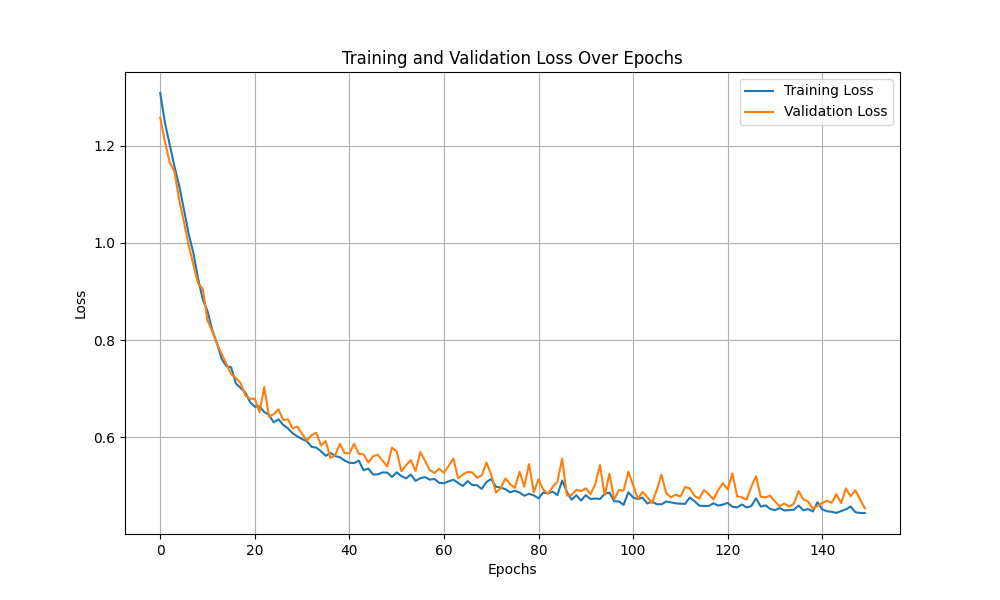 Training and Validation Loss Over Epochs
Training Loss
Validation Loss
1.2
1.0
0.8
0.6
Loss
0 20 40 60 80 100 120 140
Epochs